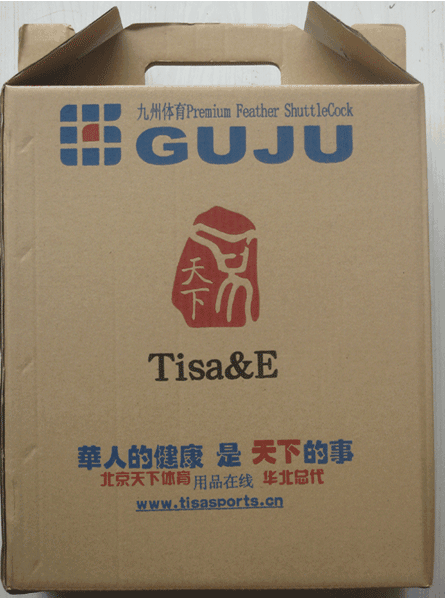 九州体育Premium Feather ShuttleCock
GUJU
天下
Tisa&E
華人的健康 是 天下的事
北京天下体育用品在线 华北总代
www.tisasports.cn